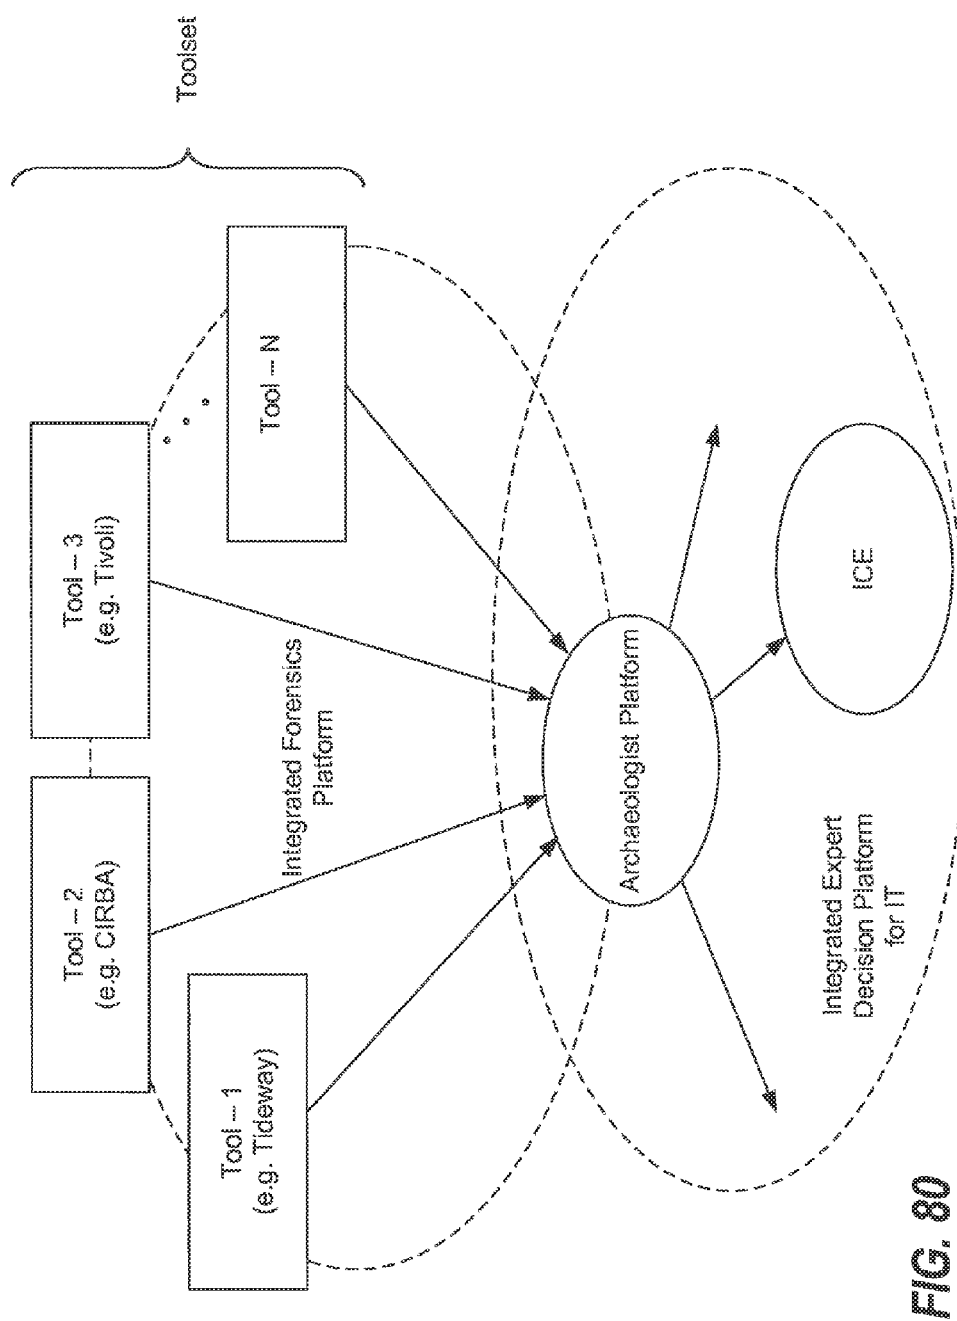 Toolset
Tool – 2
(e.g. CIRBA)
Tool – 3
(e.g. Tivoli)
Tool – 1
(e.g. Tideway)
Tool – N
Integrated Forensics
Platform
Archaeologist Platform
Integrated Expert
Decision Platform
for IT
ICE
FIG. 80